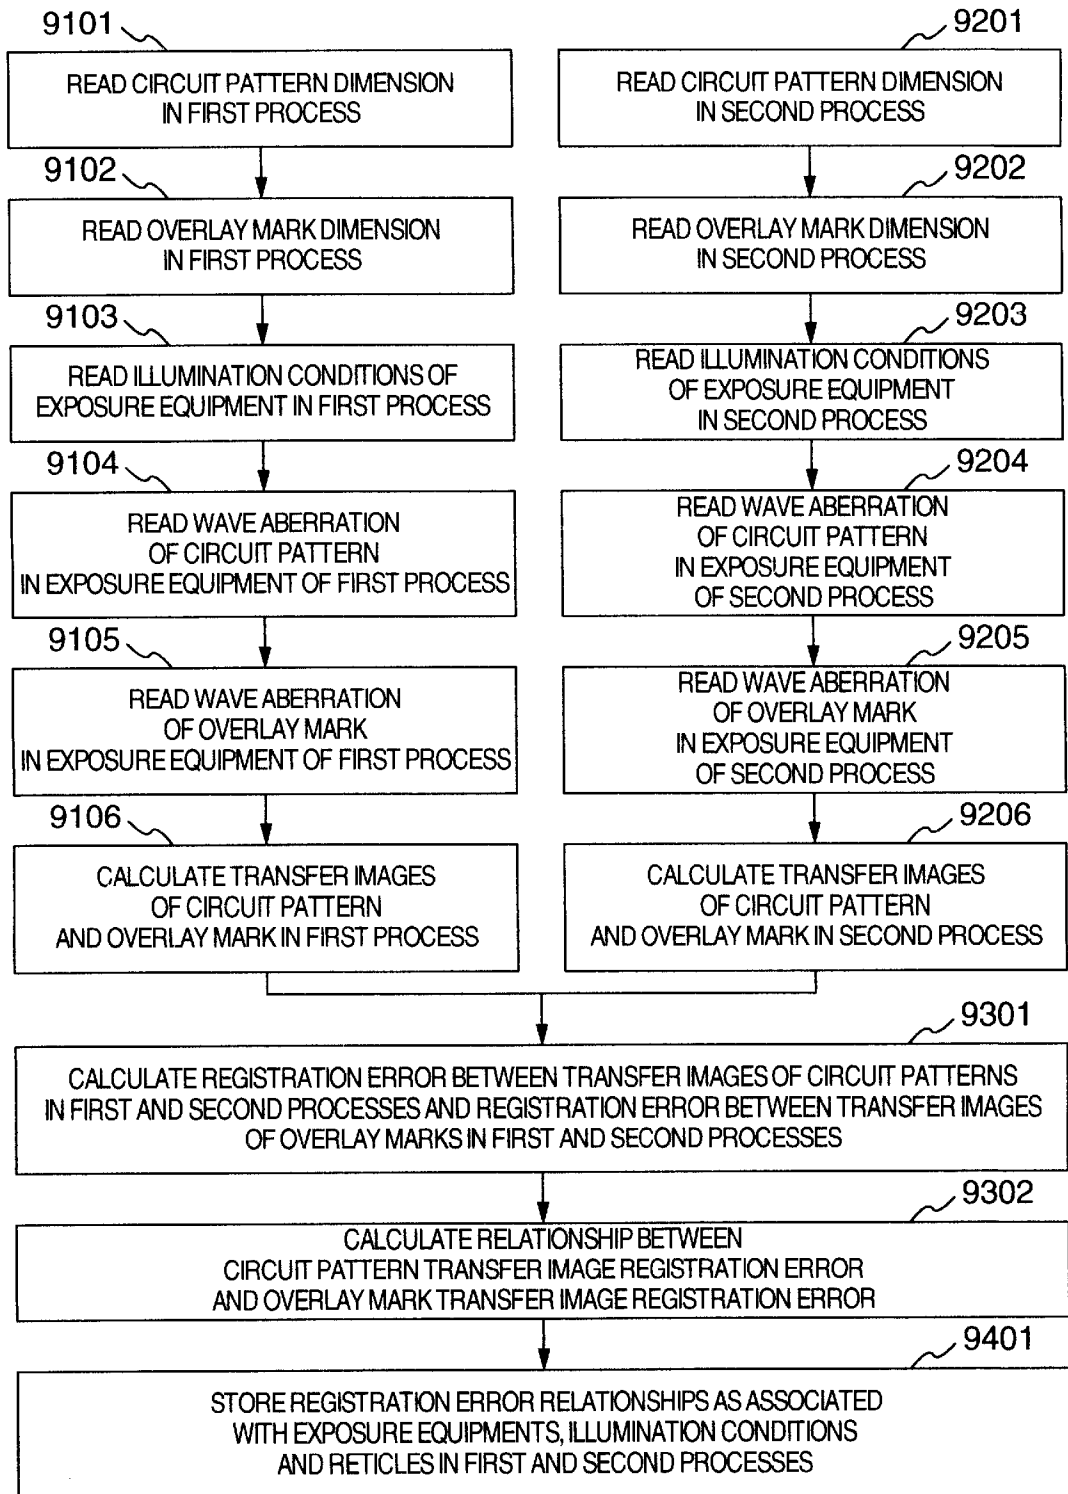 9101
READ CIRCUIT PATTERN DIMENSION
IN FIRST PROCESS
9102
READ OVERLAY MARK DIMENSION
IN FIRST PROCESS
9103
READ ILLUMINATION CONDITIONS OF
EXPOSURE EQUIPMENT IN FIRST PROCESS
9104
READ WAVE ABERRATION
OF CIRCUIT PATTERN
IN EXPOSURE EQUIPMENT OF FIRST PROCESS
9105
READ WAVE ABERRATION
OF OVERLAY MARK
IN EXPOSURE EQUIPMENT OF FIRST PROCESS
9106
CALCULATE TRANSFER IMAGES
OF CIRCUIT PATTERN
AND OVERLAY MARK IN FIRST PROCESS
9201
READ CIRCUIT PATTERN DIMENSION
IN SECOND PROCESS
9202
READ OVERLAY MARK DIMENSION
IN SECOND PROCESS
9203
READ ILLUMINATION CONDITIONS
OF EXPOSURE EQUIPMENT
IN SECOND PROCESS
9204
READ WAVE ABERRATION
OF CIRCUIT PATTERN
IN EXPOSURE EQUIPMENT
OF SECOND PROCESS
9205
READ WAVE ABERRATION
OF OVERLAY MARK
IN EXPOSURE EQUIPMENT
OF SECOND PROCESS
9206
CALCULATE TRANSFER IMAGES
OF CIRCUIT PATTERN
AND OVERLAY MARK IN SECOND PROCESS
9301
CALCULATE REGISTRATION ERROR BETWEEN TRANSFER IMAGES OF CIRCUIT PATTERNS
IN FIRST AND SECOND PROCESSES AND REGISTRATION ERROR BETWEEN TRANSFER IMAGES
OF OVERLAY MARKS IN FIRST AND SECOND PROCESSES
9302
CALCULATE RELATIONSHIP BETWEEN
CIRCUIT PATTERN TRANSFER IMAGE REGISTRATION ERROR
AND OVERLAY MARK TRANSFER IMAGE REGISTRATION ERROR
9401
STORE REGISTRATION ERROR RELATIONSHIPS AS ASSOCIATED
WITH EXPOSURE EQUIPMENTS, ILLUMINATION CONDITIONS
AND RETICLES IN FIRST AND SECOND PROCESSES